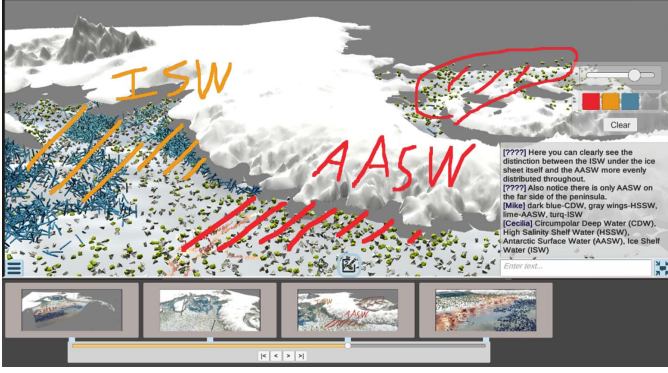 ISW
AASW
Clear
[????] Here you can clearly see the
distinction between the ISW under the ice
sheet itself and the AASW more evenly
distributed throughout.
[????] Also notice there is only AASW on
the far side of the peninsula.
[Mike] dark blue-CDW, gray wings-HSSW,
lime-AASW, turq-ISW
[Cecilia] Circumpolar Deep Water (CDW),
High Salinity Shelf Water (HSSW),
Antarctic Surface Water (AASW), Ice Shelf
Water (ISW)
Enter text...
AASW
|< < > >|